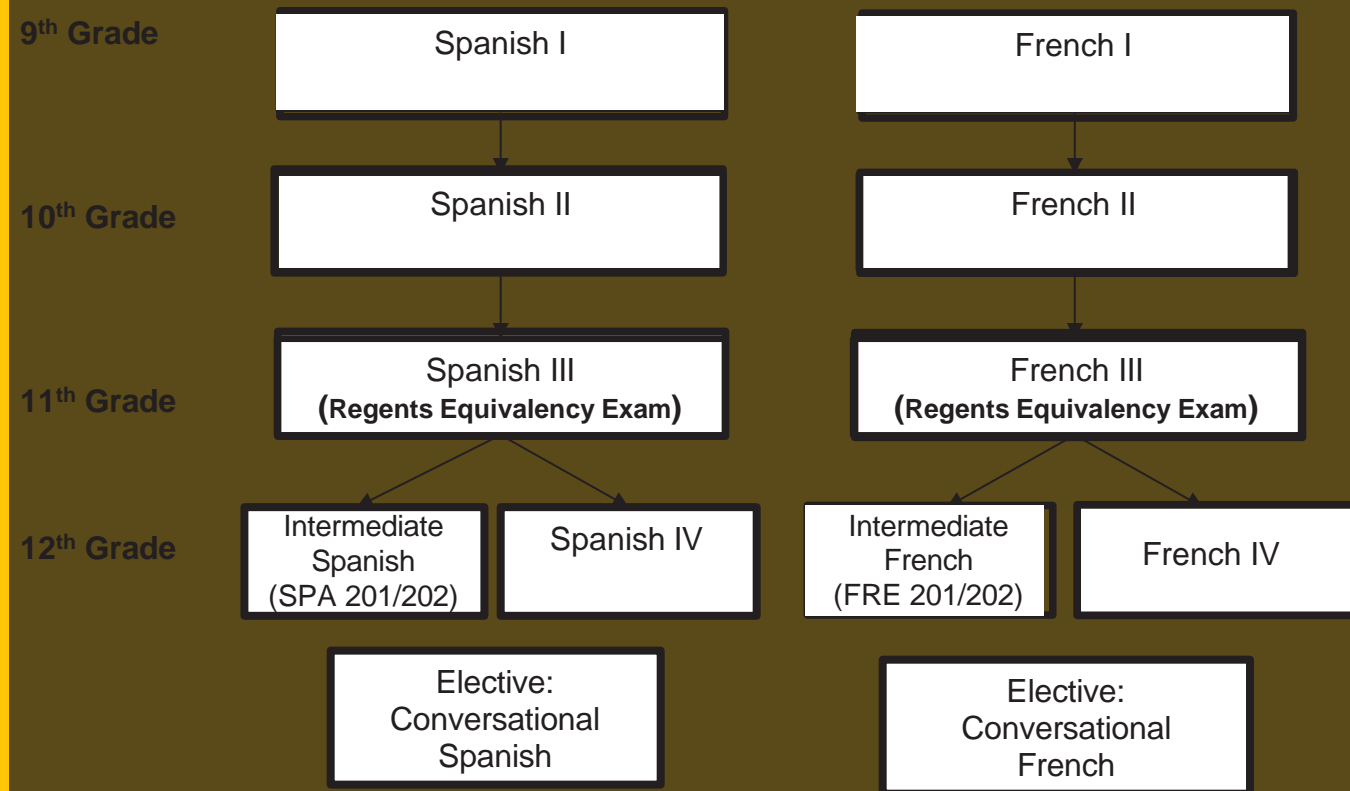 9th Grade
Spanish I
French I
10th Grade
Spanish II
French II
11th Grade
Spanish III
(Regents Equivalency Exam)
French III
(Regents Equivalency Exam)
12th Grade
Intermediate
Spanish
(SPA 201/202)
Spanish IV
Intermediate
French
(FRE 201/202)
French IV
Elective:
Conversational
Spanish
Elective:
Conversational
French